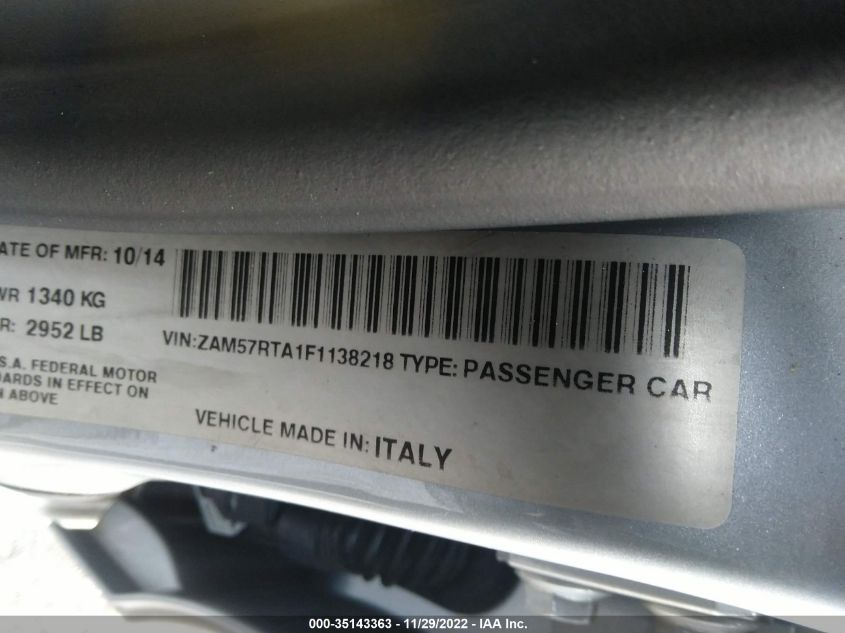 ATE OF MFR: 10/14
WR 1340 KG
R: 2952 LB
VIN:ZAM57RTA1F1138218 TYPE: PASSENGER CAR
S.A. FEDERAL MOTOR
ARDS IN EFFECT ON
ABOVE
VEHICLE MADE IN: ITALY
000-35143363 - 11/29/2022 - IAA Inc.